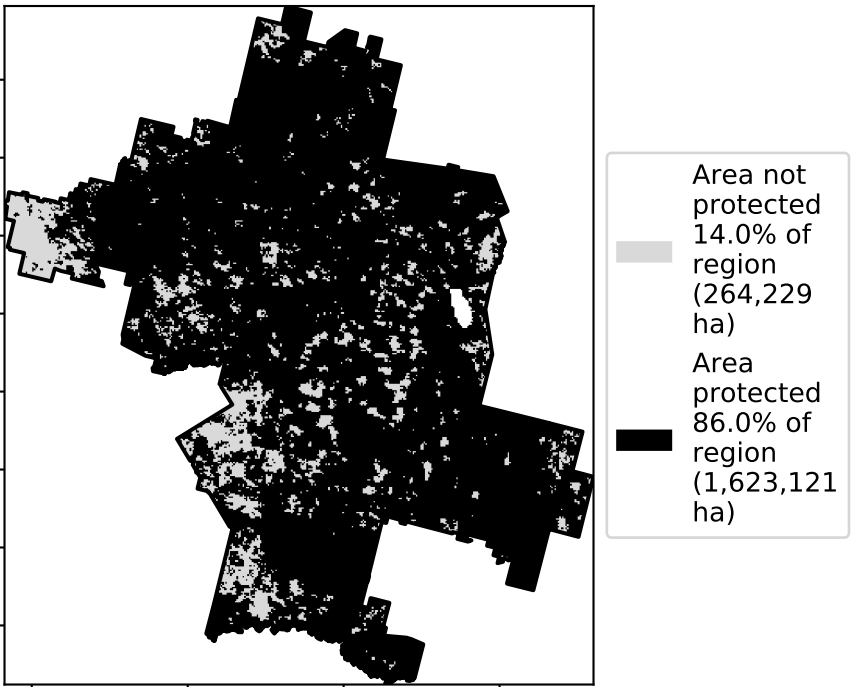 Area not
protected
14.0% of
region
(264,229
ha)
Area
protected
86.0% of
region
(1,623,121
ha)